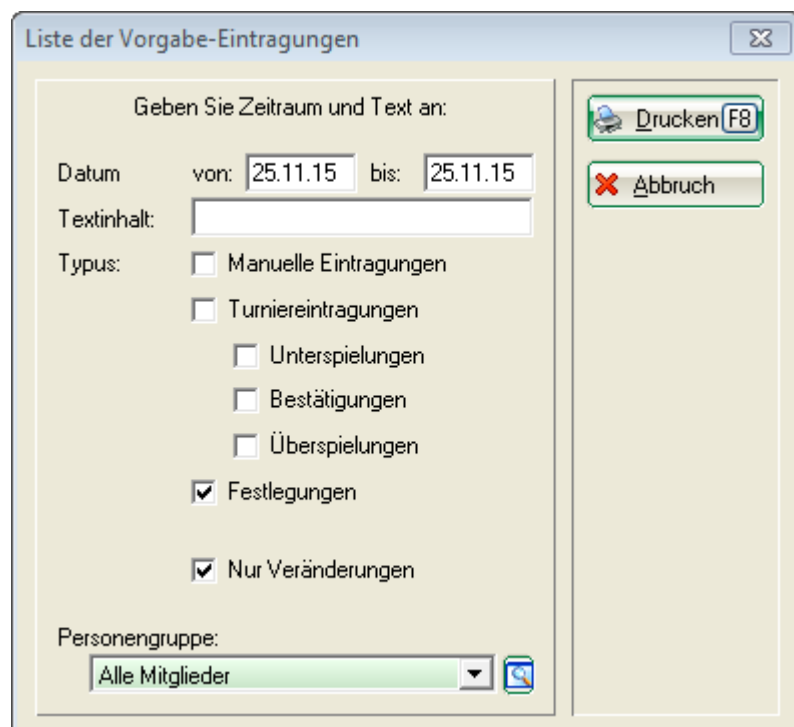 Liste der Vorgabe-Eintragungen
Geben Sie Zeitraum und Text an:
Datum von: 25.11.15 bis: 25.11.15
Textinhalt:
Typus: Manuelle Eintragungen
Turniereintragungen
Unterspielungen
Bestätigungen
Überspielungen
Festlegungen
Nur Veränderungen
Personengruppe:
Alle Mitglieder
Drucken F8
Abbruch